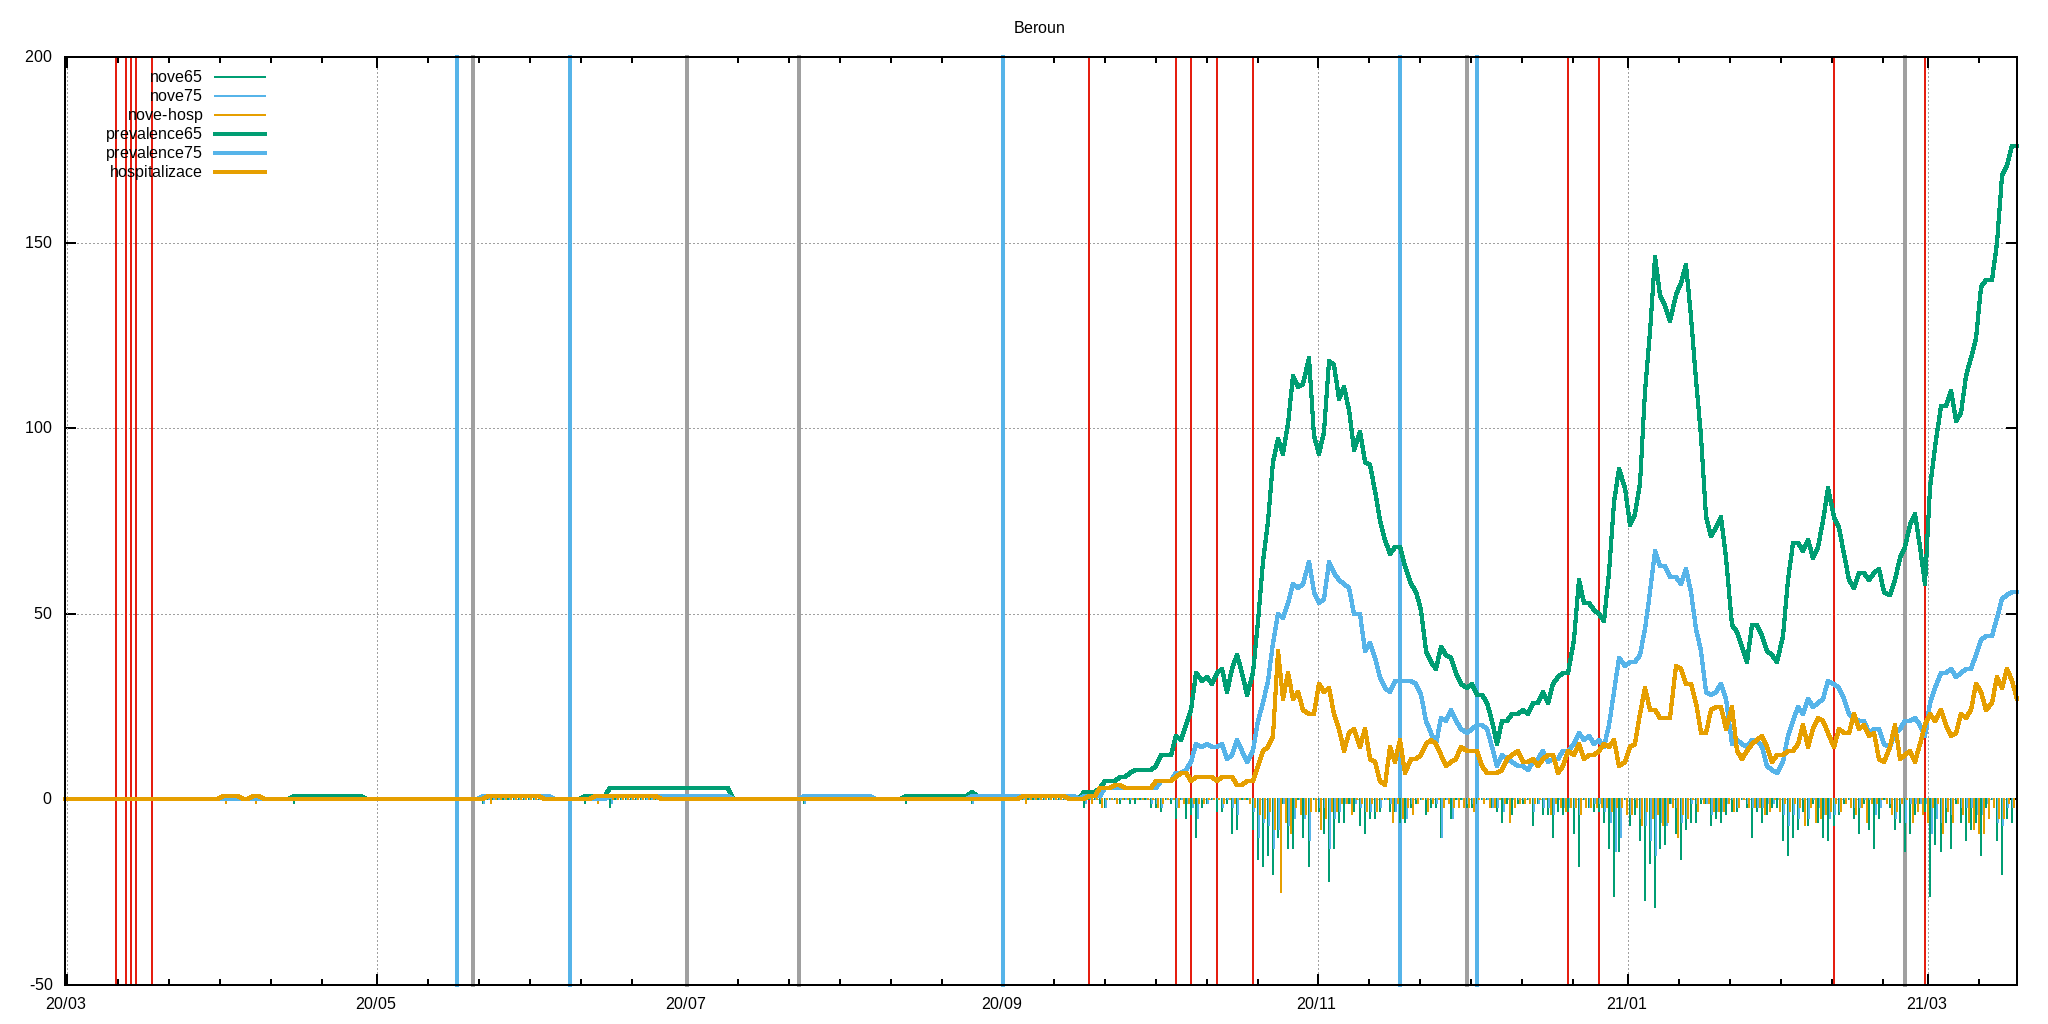 Beroun
200
150
100
50
0
-50
nove65
nove75
nove-hosp
prevalence65
prevalence75
hospitalizace
20/03 20/05 20/07 20/09 20/11 21/01 21/03